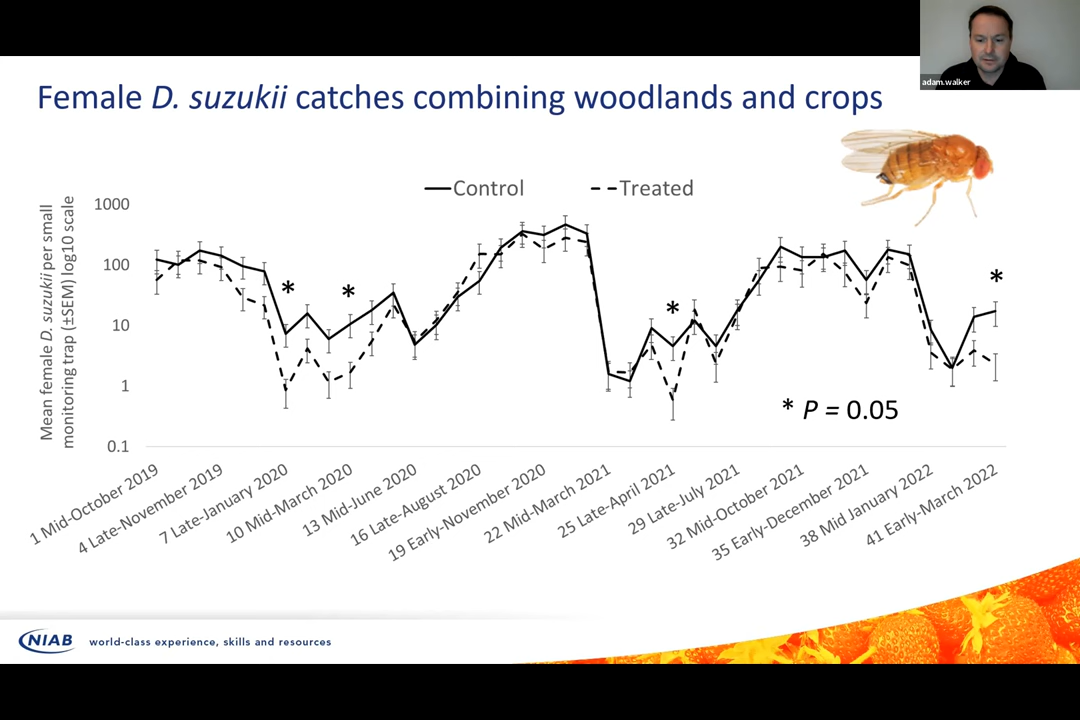 adam.walker
Female D. suzukii catches combining woodlands and crops
Control
Treated
Mean female D. suzukii per small
monitoring trap (±SEM)) log10 scale
1000
100
10
1
0.1
*
*
*
*
* P = 0.05
1 Mid-October 2019
4 Late-November 2019
7 Late-January 2020
10 Mid-March 2020
13 Mid-June 2020
16 Late-August 2020
19 Early-November 2020
22 Mid-March 2021
25 Late-April 2021
29 Late-July 2021
32 Mid-October 2021
35 Early-December 2021
38 Mid January 2022
41 Early-March 2022
NIAB
world-class experience, skills and resources